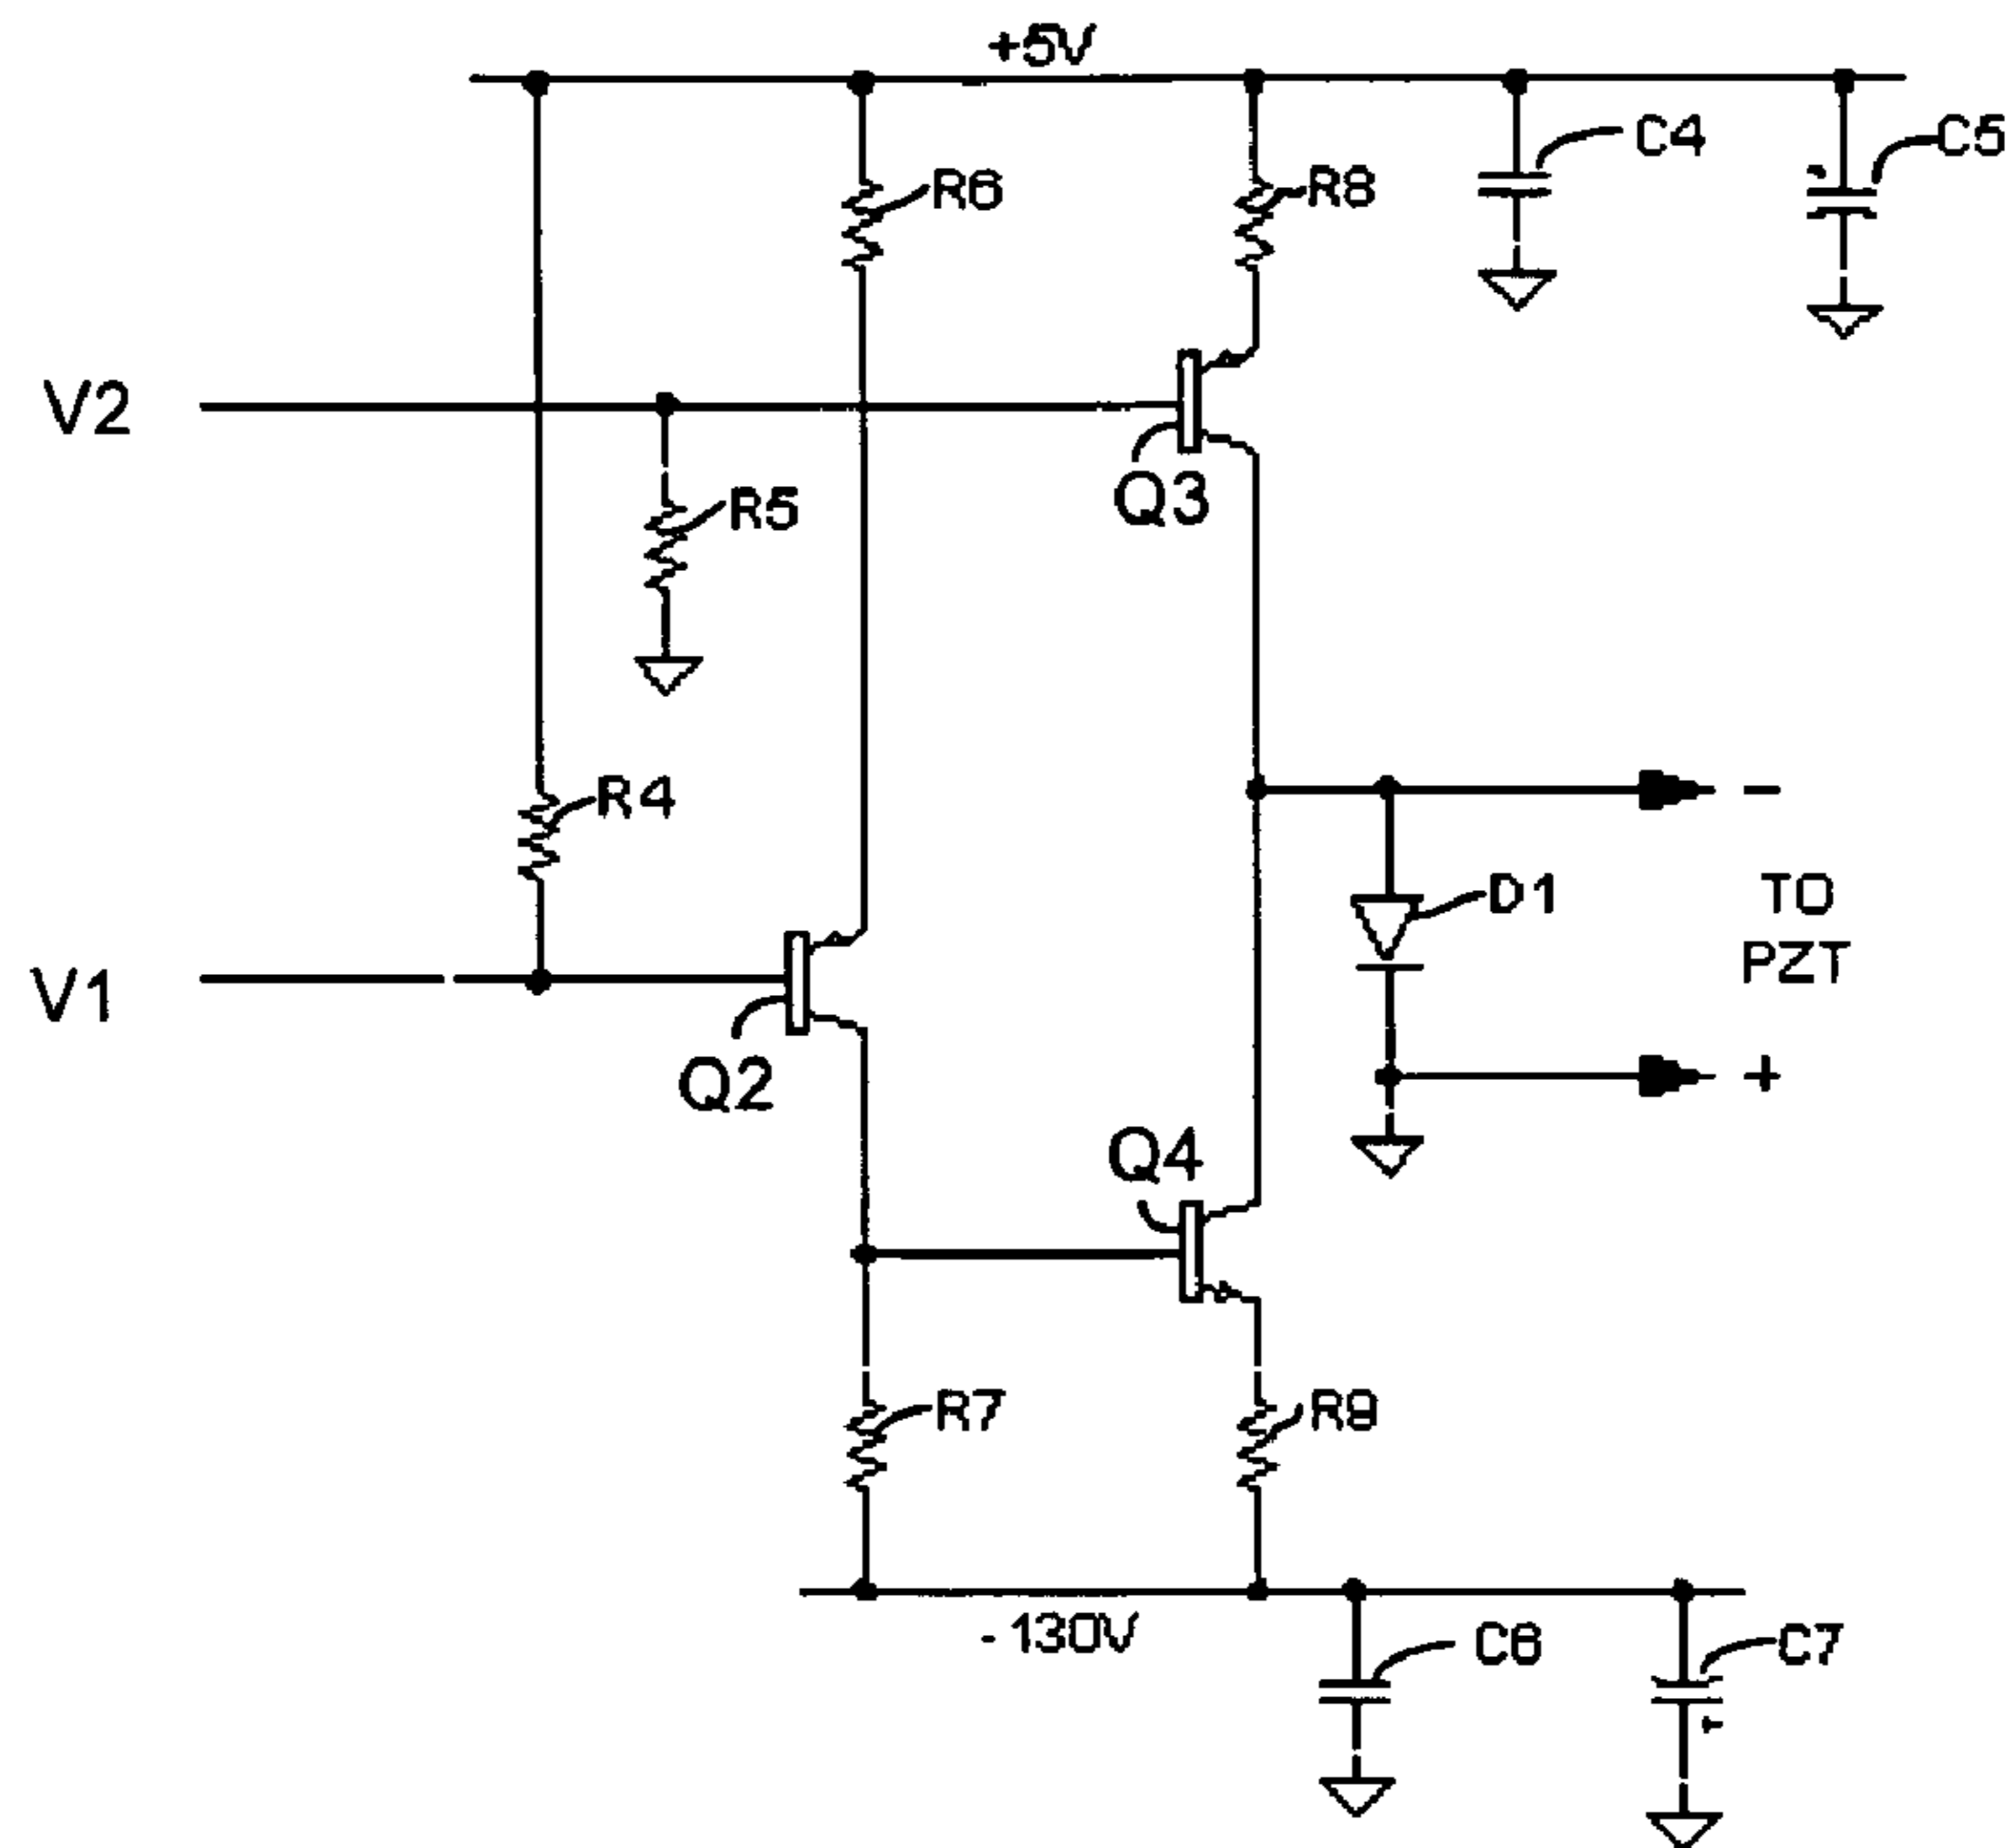 +5V
C4
C5
R6
R8
V2
Q3
R5
R4
-
D1
TO
PZT
V1
+
Q2
Q4
R7
R9
-130V
C6
C7